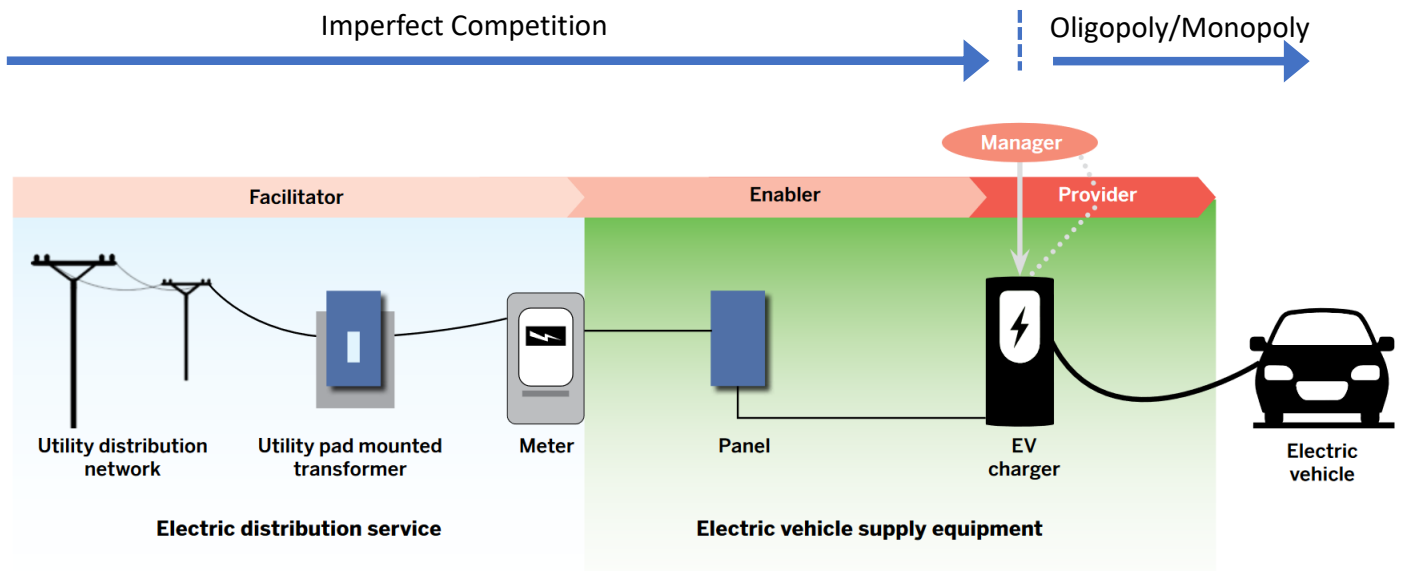 Imperfect Competition
Oligopoly/Monopoly
Manager
Facilitator
Enabler
Provider
Utility distribution
network
Utility pad mounted
transformer
Meter
Panel
EV
charger
Electric
vehicle
Electric distribution service
Electric vehicle supply equipment